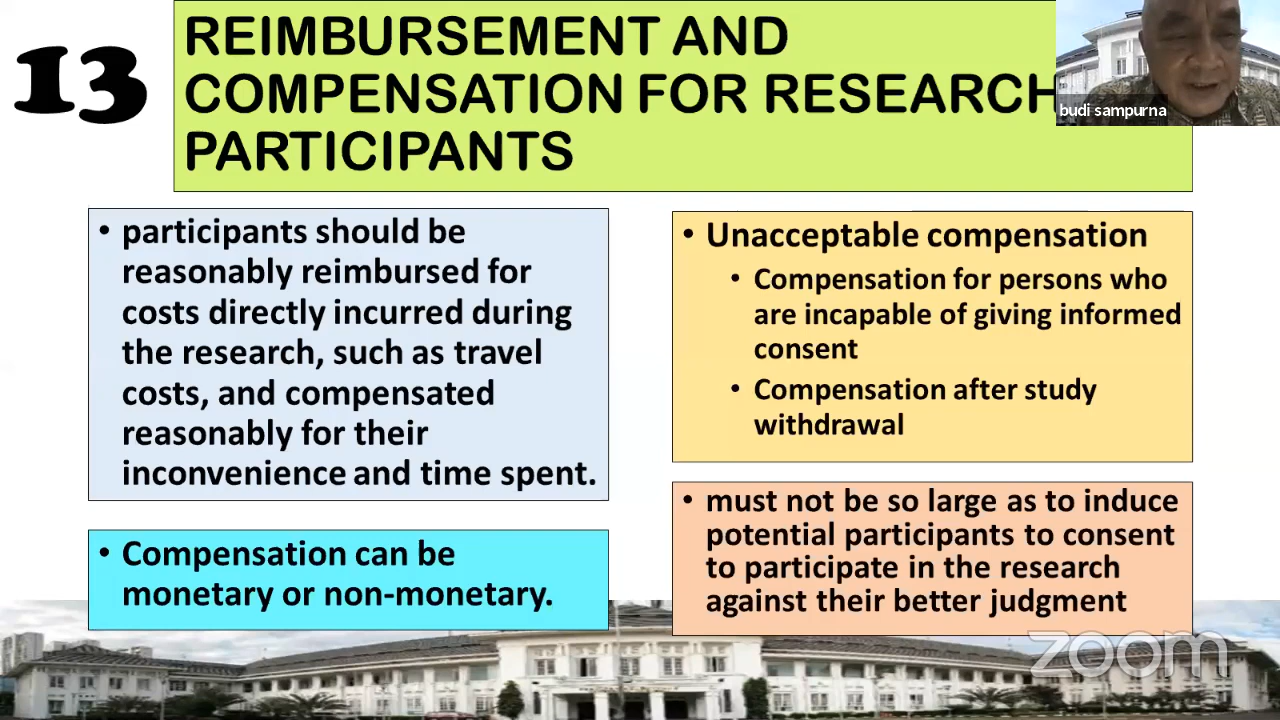 13
REIMBURSEMENT AND
COMPENSATION FOR RESEARCH
PARTICIPANTS
budi sampurna
• participants should be
reasonably reimbursed for
costs directly incurred during
the research, such as travel
costs, and compensated
reasonably for their
inconvenience and time spent.
• Compensation can be
monetary or non-monetary.
• Unacceptable compensation
• Compensation for persons who
are incapable of giving informed
consent
• Compensation after study
withdrawal
• must not be so large as to induce
potential participants to consent
to participate in the research
against their better judgment
zoom